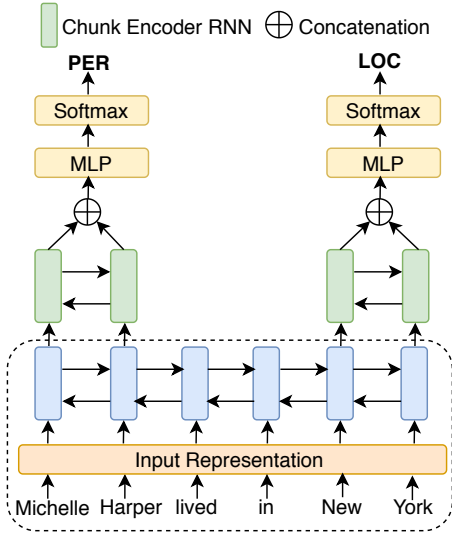 Chunk Encoder RNN Concatenation
PER LOC
Softmax Softmax
MLP MLP
Input Representation
Michelle Harper lived in New York